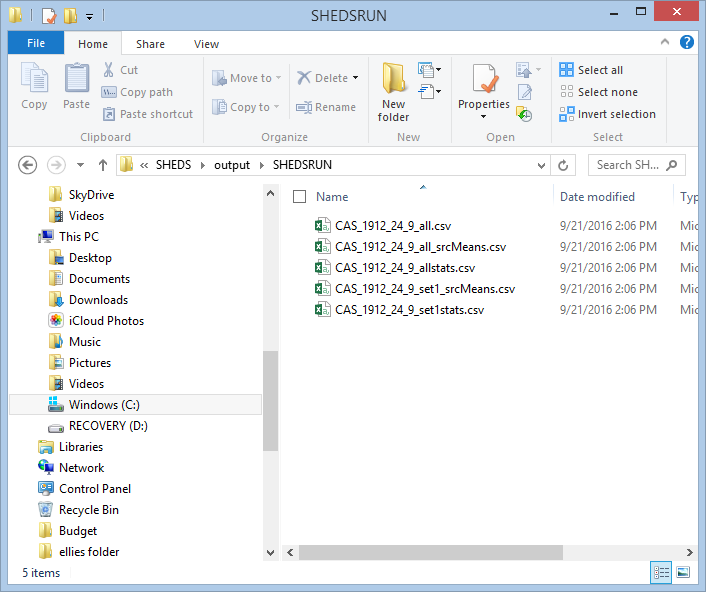 SHEDSRUN
File Home Share View
Copy Paste Cut Copy path Paste shortcut
Clipboard
Move to Copy to Delete Rename
Organize
New folder
New
Properties
Open
Select all
Select none
Invert selection
Select
« SHEDS output SHEDSRUN
Search SH...
SkyDrive
Videos
This PC
Desktop
Documents
Downloads
iCloud Photos
Music
Pictures
Videos
Windows (C:)
RECOVERY (D:)
Libraries
Network
Control Panel
Recycle Bin
Budget
ellies folder
Name Date modified Typ
CAS_1912_24_9_all.csv 9/21/2016 2:06 PM Mic
CAS_1912_24_9_all_srcMeans.csv 9/21/2016 2:06 PM Mic
CAS_1912_24_9_allstats.csv 9/21/2016 2:06 PM Mic
CAS_1912_24_9_set1_srcMeans.csv 9/21/2016 2:06 PM Mic
CAS_1912_24_9_set1stats.csv 9/21/2016 2:06 PM Mic
5 items